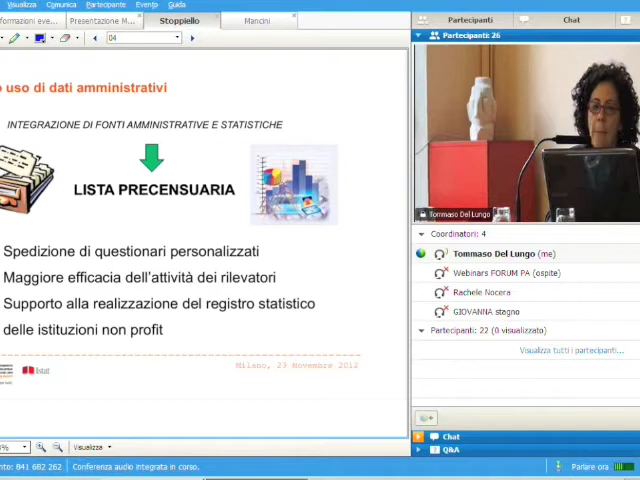 Visualizza Comunica Partecipante Evento Guida
formazioni eve... Presentazione M... Stoppiello Mancini
Partecipanti Chat
04
Partecipanti: 26
uso di dati amministrativi
INTEGRAZIONE DI FONTI AMMINISTRATIVE E STATISTICHE
LISTA PRECENSUARIA
Spedizione di questionari personalizzati
Maggiore efficacia dell'attività dei rilevatori
Supporto alla realizzazione del registro statistico
delle istituzioni non profit
Milano, 23 Novembre 2012
Istat
Tommaso Del Lungo
Coordinatori: 4
Tommaso Del Lungo (me)
Webinars FORUM PA (ospite)
Rachele Nocera
GIOVANNA stagno
Partecipanti: 22 (0 visualizzato)
Visualizza tutti i partecipanti...
Chat
Q&A
Visualizza
nto: 841 682 262 Conferenza audio integrata in corso.
Parlare ora